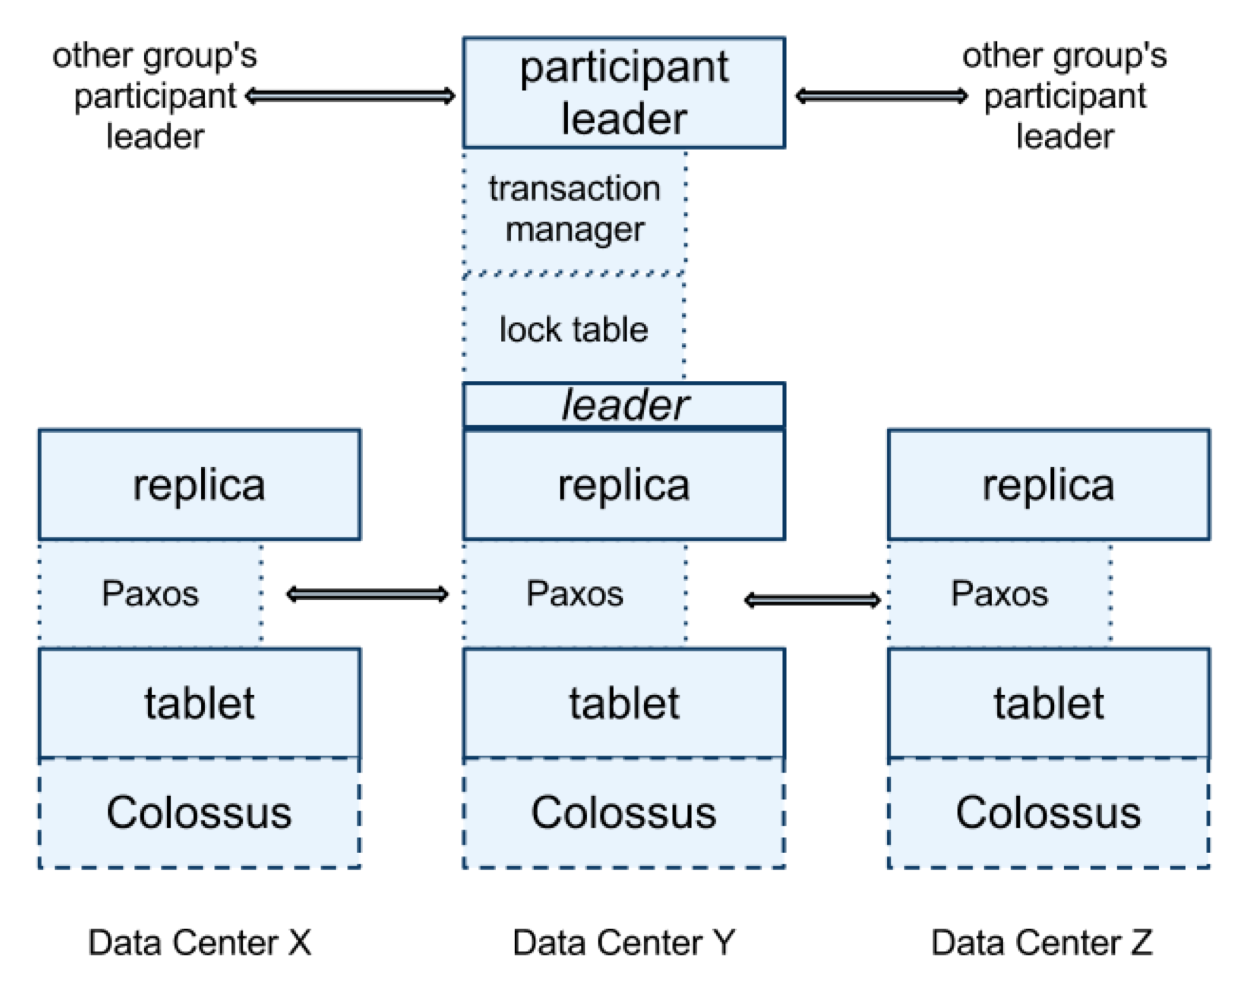 other group's
participant
leader
participant
leader
other group's
participant
leader
transaction
manager
lock table
leader
replica
replica
replica
Paxos
Paxos
Paxos
tablet
tablet
tablet
Colossus
Colossus
Colossus
Data Center X
Data Center Y
Data Center Z